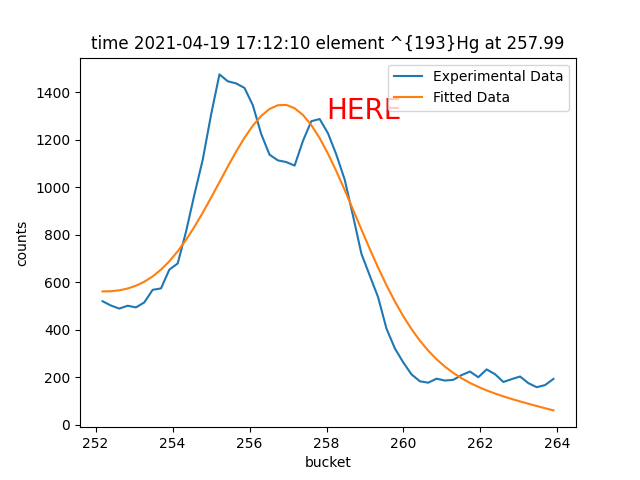 time 2021-04-19 17:12:10 element ^{193}Hg at 257.99
Experimental Data
Fitted Data
HERE
counts
1400
1200
1000
800
600
400
200
0
252 254 256 258 260 262 264
bucket